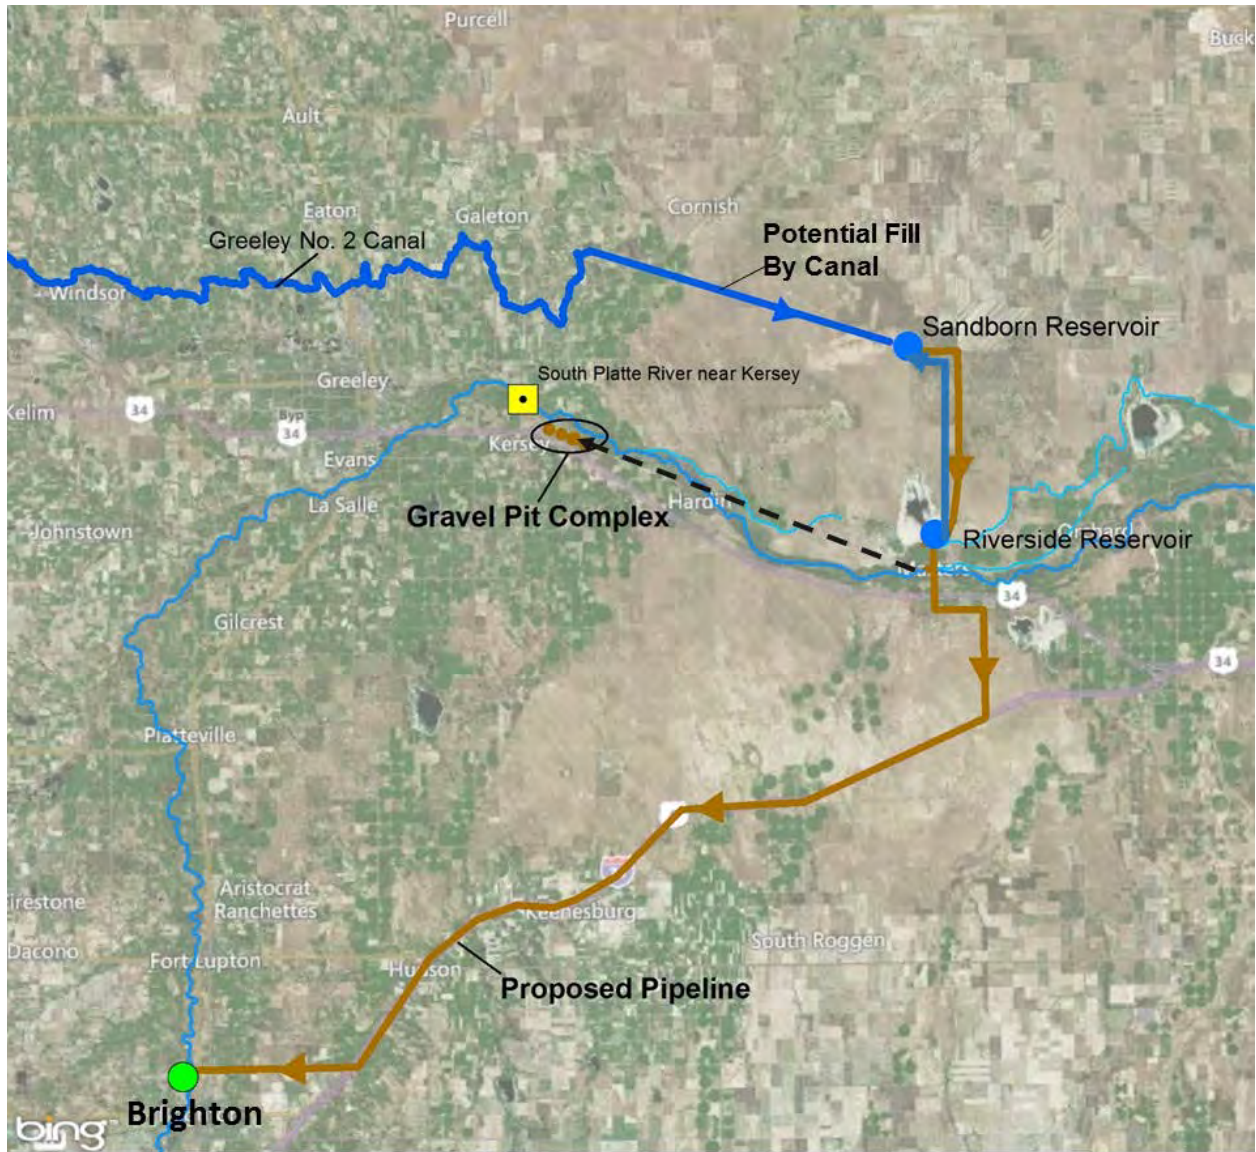 Purcell
Buck
Ault
Eaton
Galeton
Cornish
Greeley No. 2 Canal
Potential Fill
By Canal
Windsor
Sandborn Reservoir
Greeley
South Platte River near Kersey
Kelim
34
Byp
34
Kersey
Evans
La Salle
Hardin
Gravel Pit Complex
Johnstown
Orchard
Riverside Reservoir
34
Gilcrest
34
Platteville
Aristocrat
Ranchettes
Keenesburg
Firestone
Dacono
South Roggen
Fort Lupton
Hudson
Proposed Pipeline
Brighton
bing